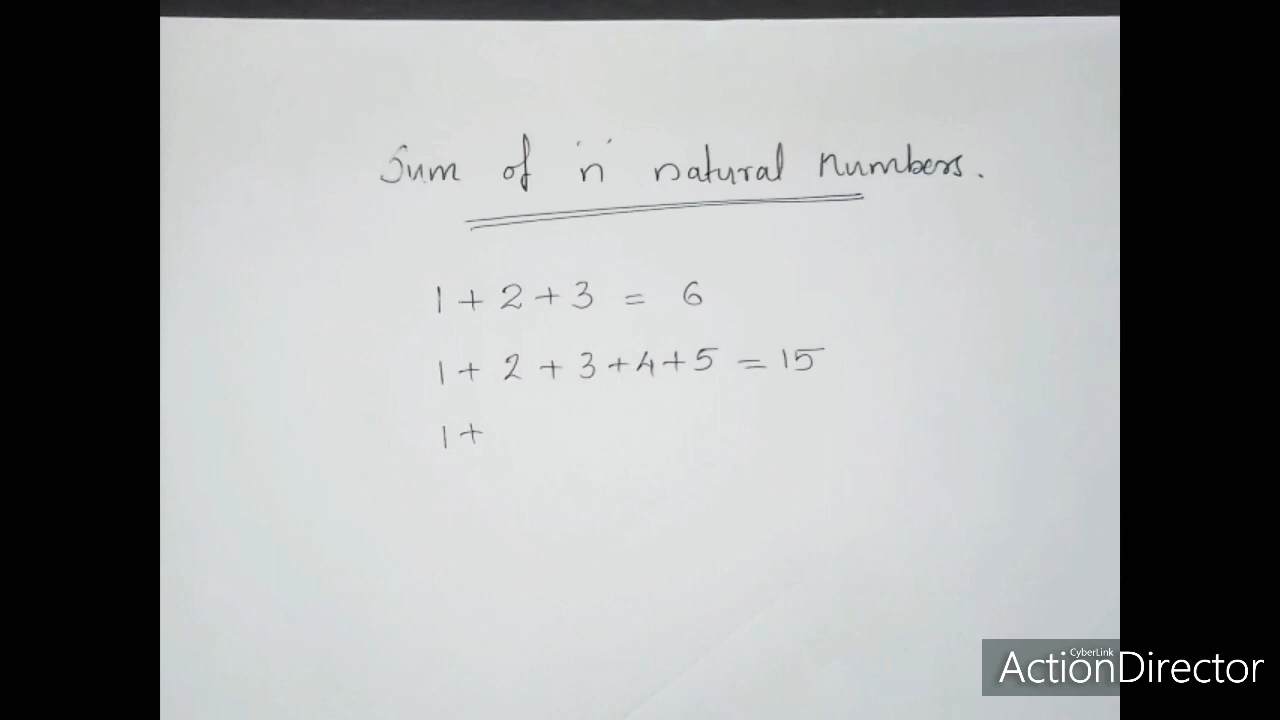 Sum of 'n' natural numbers.
1 + 2 + 3 = 6
1 + 2 + 3 + 4 + 5 = 15
1 +
CyberLink
ActionDirector